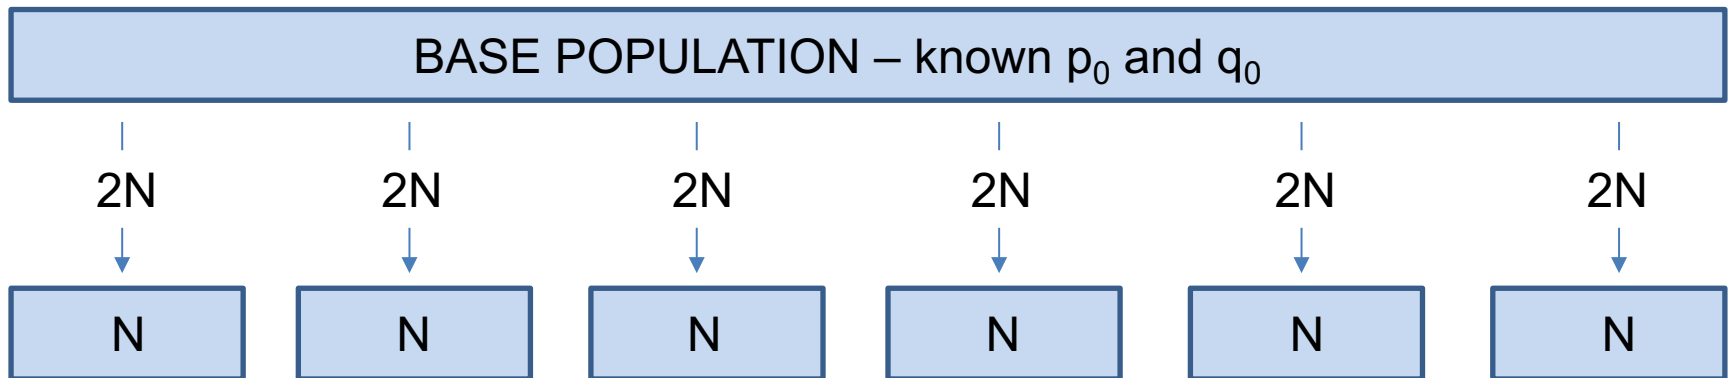 BASE POPULATION – known p₀ and q₀
2N 2N 2N 2N 2N 2N
N N N N N N